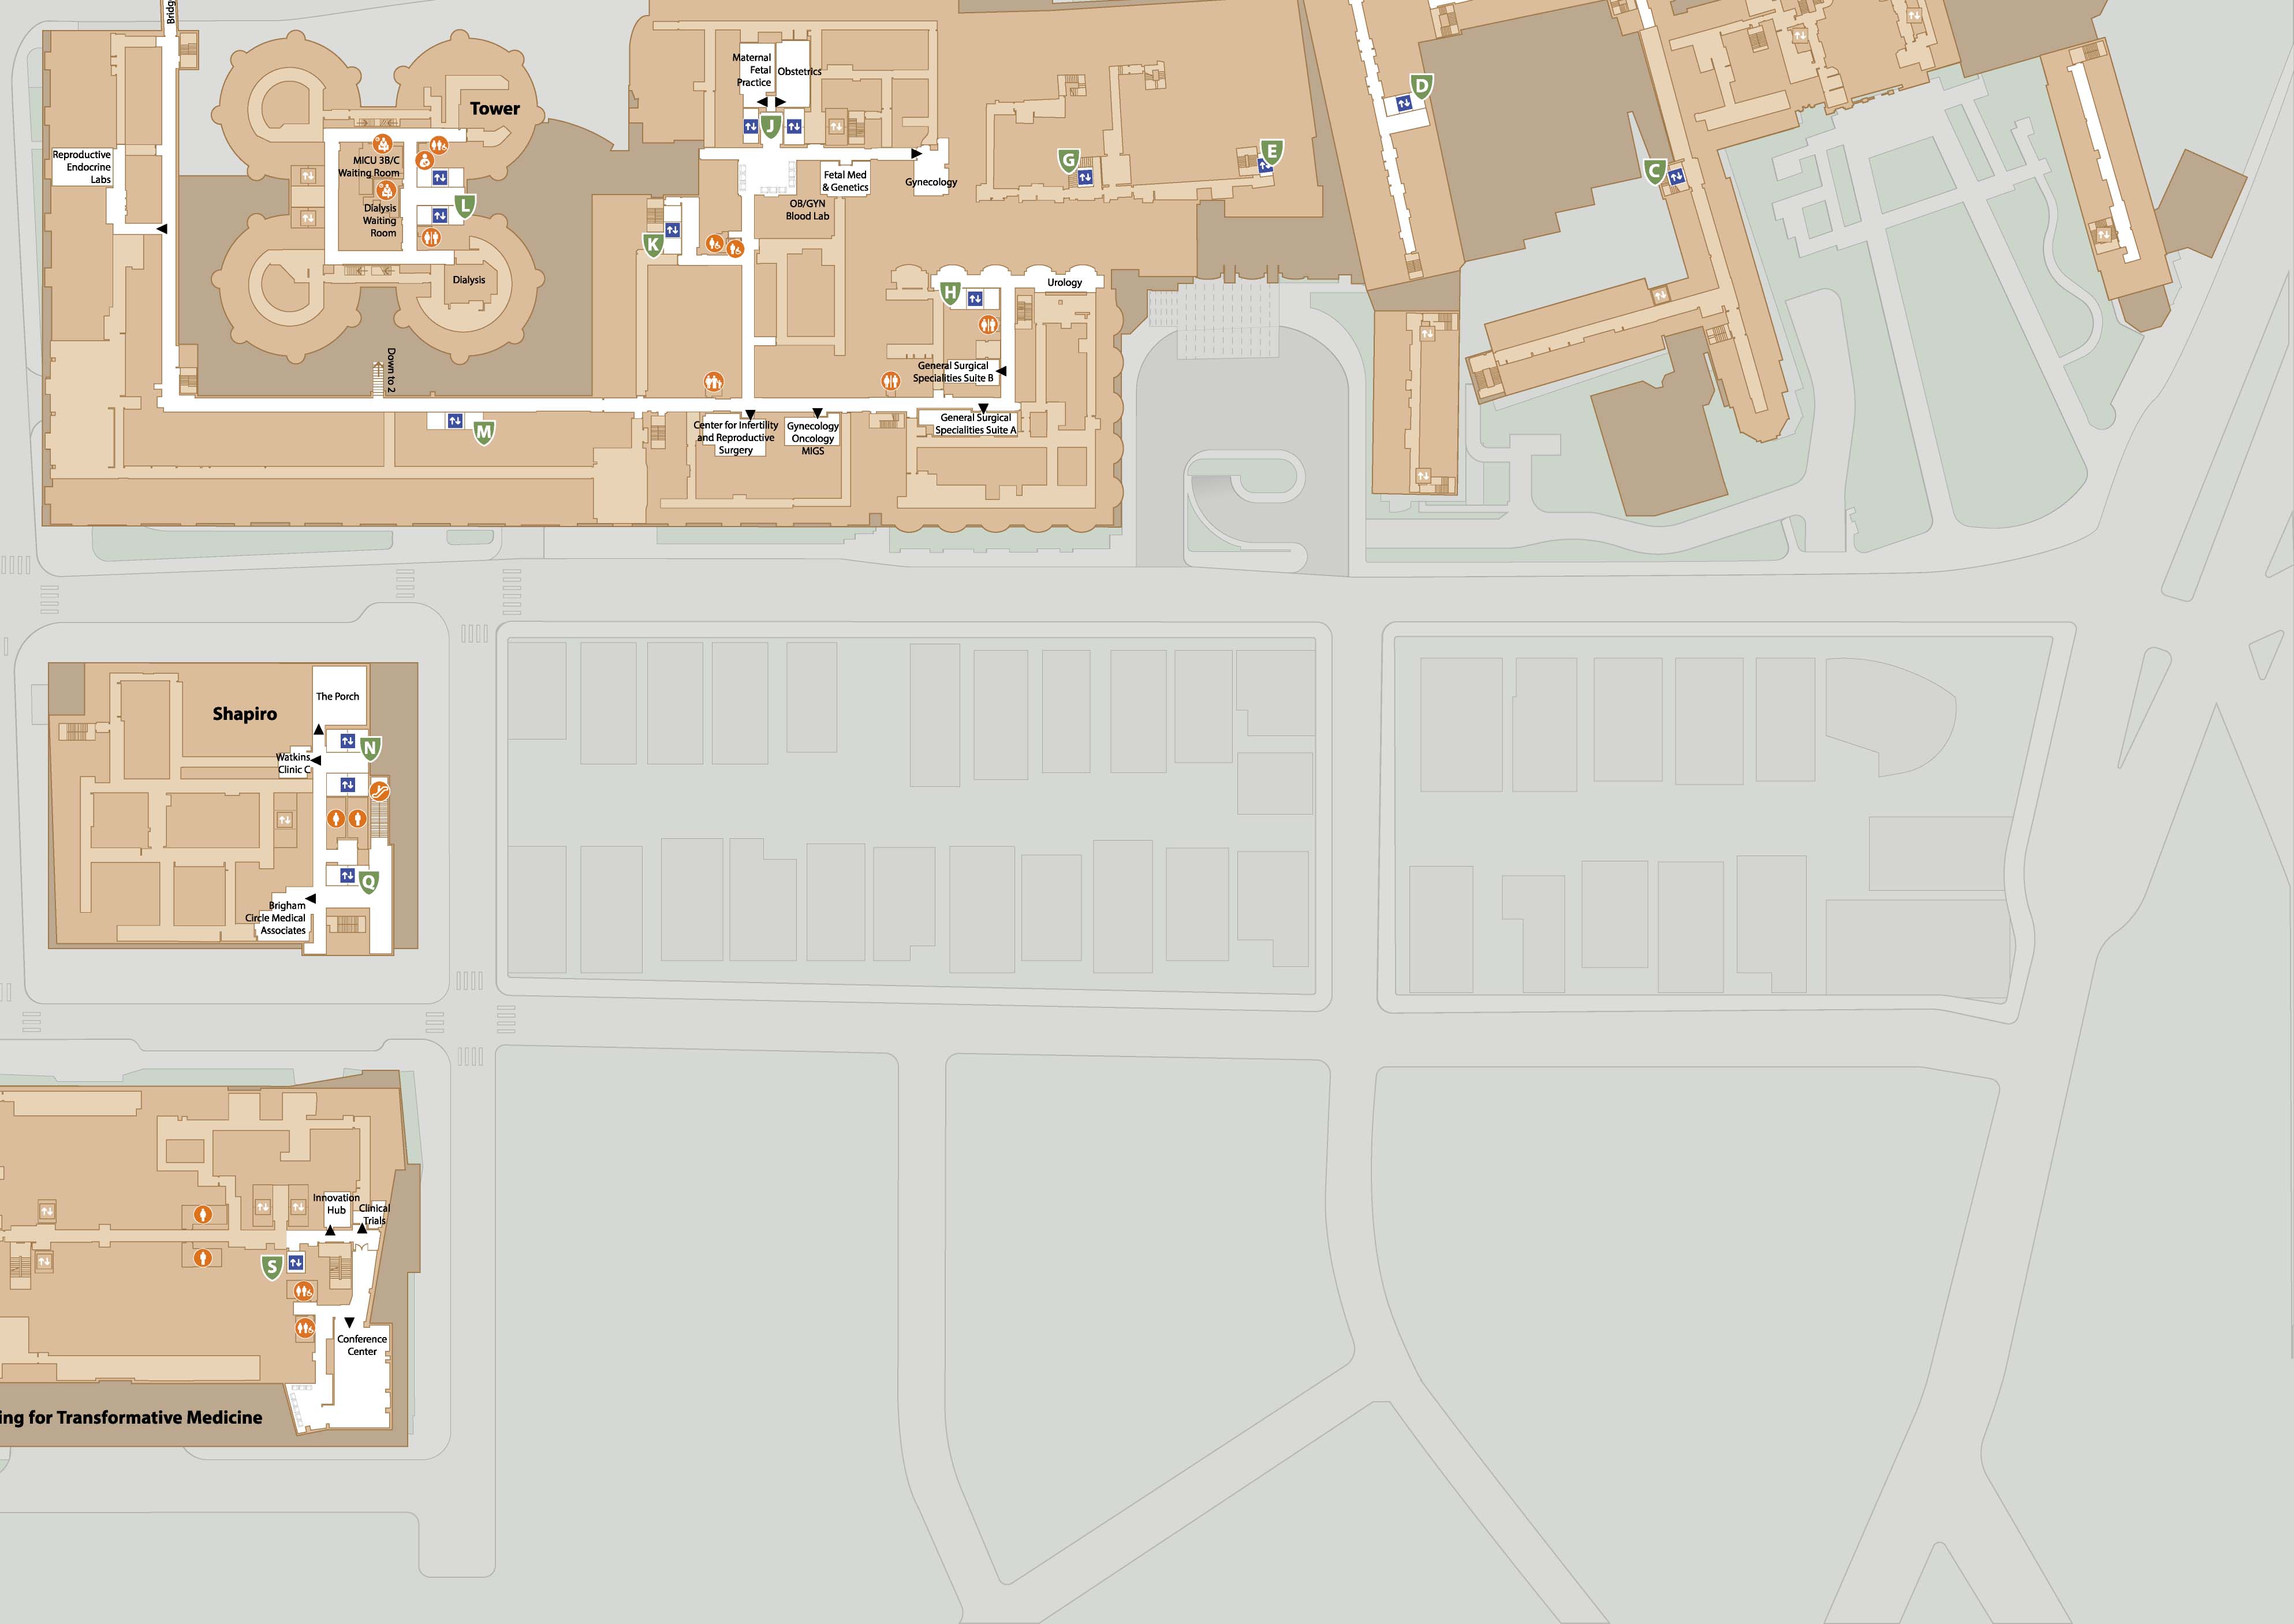 Bridg
Maternal
Fetal
Practice
Obstetrics
D
Tower
J
E
G
C
MICU 3B/C
Waiting Room
Reproductive
Endocrine
Labs
Gynecology
Fetal Med
& Genetics
L
Dialysis
Waiting
Room
OB/GYN
Blood Lab
K
Dialysis
H
Urology
Down to 2
General Surgical
Specialities Suite B
M
Center for Infertility
and Reproductive
Surgery
Gynecology
Oncology
MIGS
General Surgical
Specialities Suite A
The Porch
Shapiro
N
Watkins
Clinic C
Q
Brigham
Circle Medical
Associates
Innovation
Hub
Clinical
Trials
S
Conference
Center
ing for Transformative Medicine